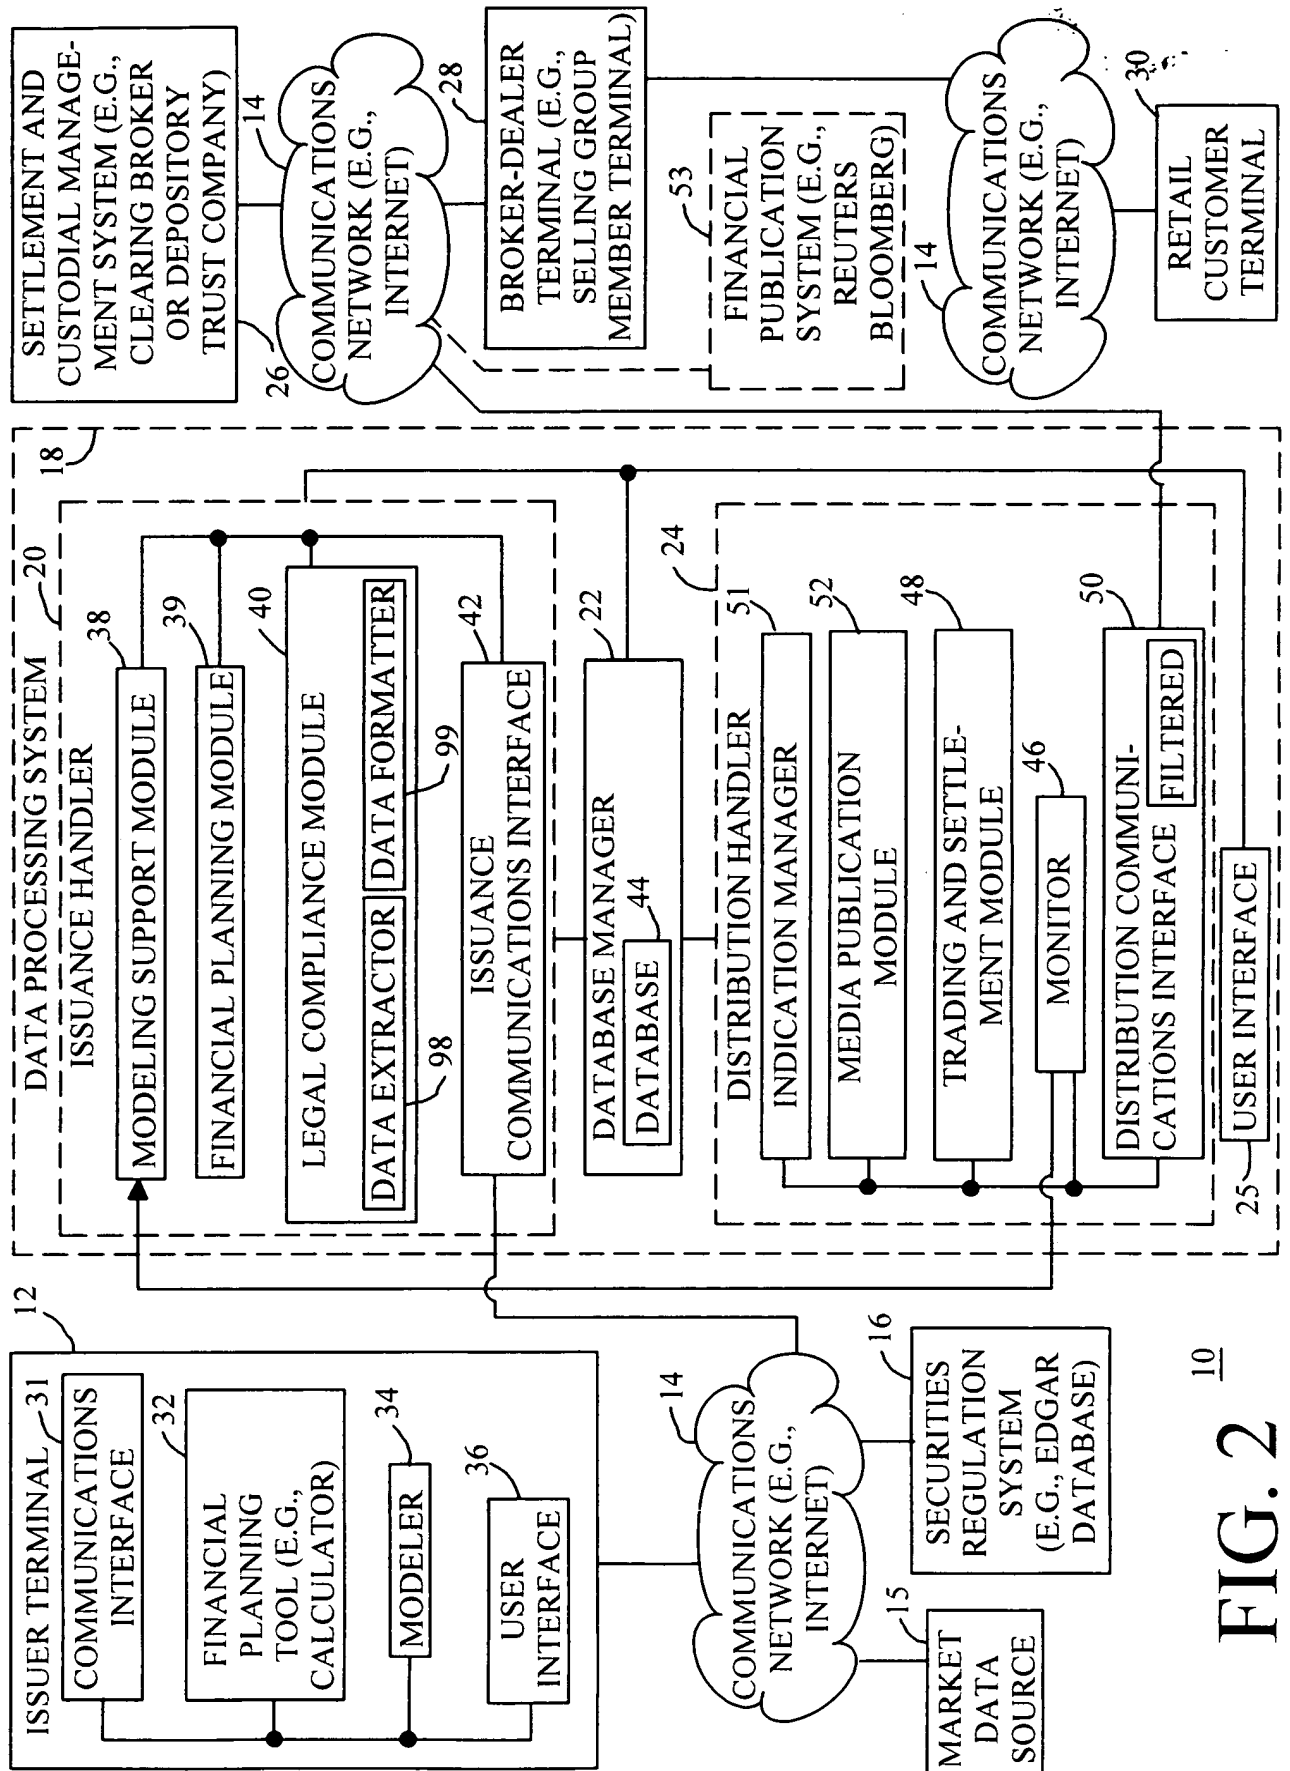 ISSUER TERMINAL
12
31
COMMUNICATIONS
INTERFACE
32
FINANCIAL
PLANNING
TOOL (E.G.,
CALCULATOR)
34
MODELER
36
USER
INTERFACE
14
COMMUNICATIONS
NETWORK (E.G.,
INTERNET
15
MARKET
DATA
SOURCE
16
SECURITIES
REGULATION
SYSTEM
(E.G., EDGAR
DATABASE)
DATA PROCESSING SYSTEM
18
ISSUANCE HANDLER
20
38
MODELING SUPPORT MODULE
39
FINANCIAL PLANNING MODULE
40
LEGAL COMPLIANCE MODULE
DATA EXTRACTOR
DATA FORMATTER
98
99
42
ISSUANCE
COMMUNICATIONS INTERFACE
22
DATABASE MANAGER
44
DATABASE
24
DISTRIBUTION HANDLER
51
INDICATION MANAGER
52
MEDIA PUBLICATION
MODULE
48
TRADING AND SETTLE-
MENT MODULE
46
MONITOR
50
DISTRIBUTION COMMUNI-
CATIONS INTERFACE
FILTERED
25
USER INTERFACE
SETTLEMENT AND
CUSTODIAL MANAGE-
MENT SYSTEM (E.G.,
CLEARING BROKER
OR DEPOSITORY
TRUST COMPANY)
26
14
COMMUNICATIONS
NETWORK (E.G.,
INTERNET)
28
BROKER-DEALER
TERMINAL (E.G.,
SELLING GROUP
MEMBER TERMINAL)
53
FINANCIAL
PUBLICATION
SYSTEM (E.G.,
REUTERS
BLOOMBERG)
14
COMMUNICATIONS
NETWORK (E.G.,
INTERNET)
30
RETAIL
CUSTOMER
TERMINAL
10
FIG. 2